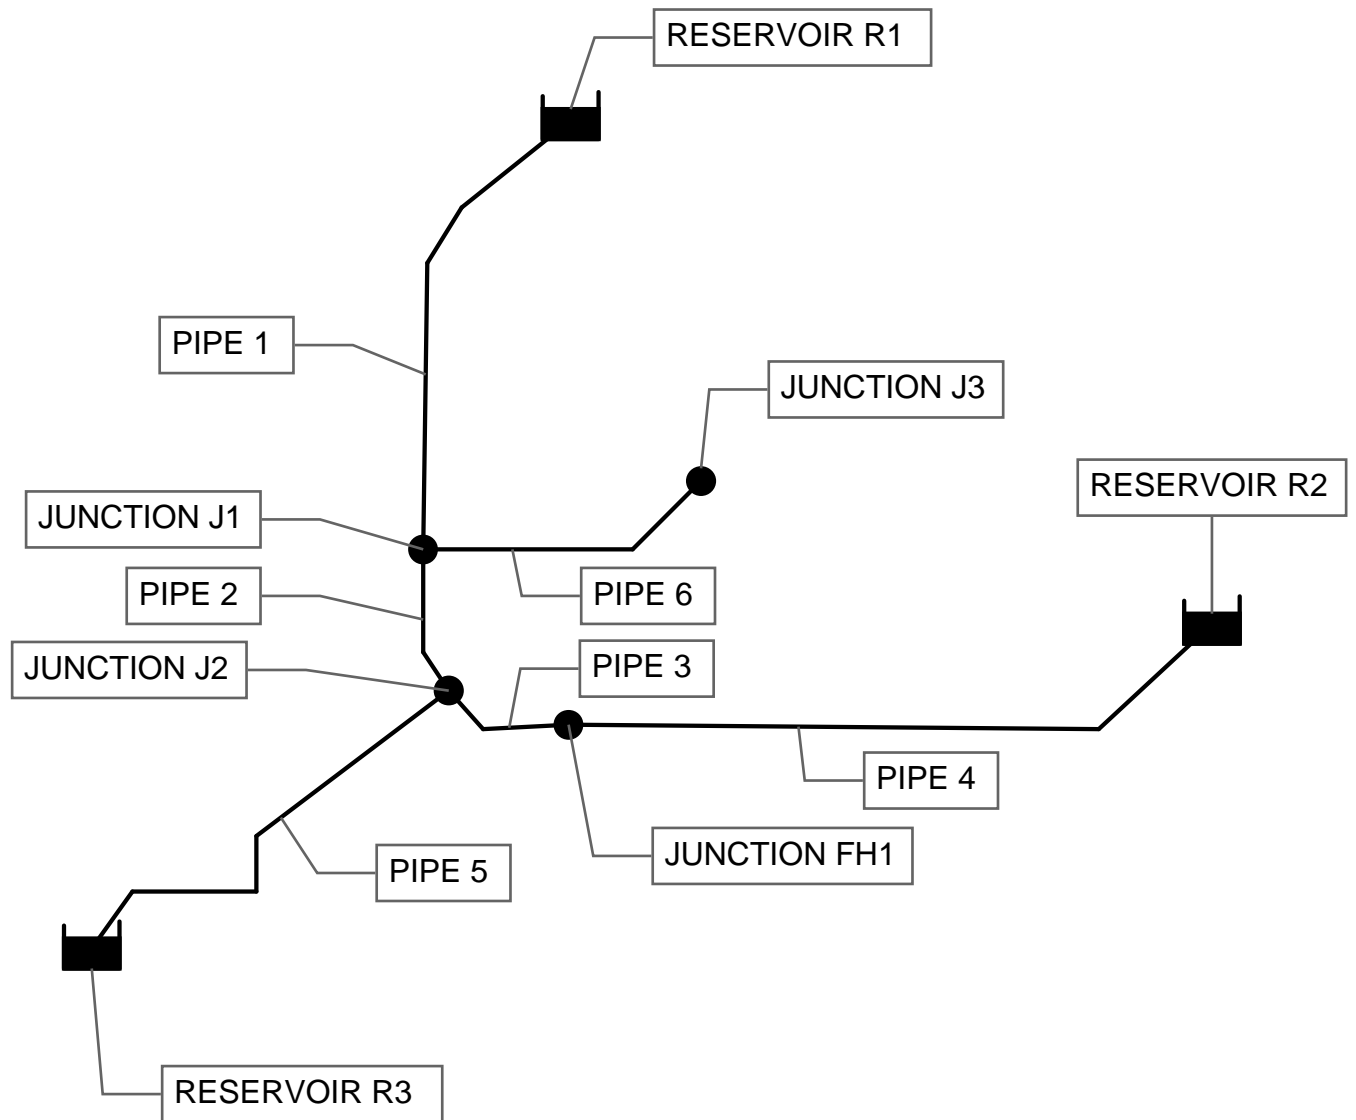 RESERVOIR R1
PIPE 1
JUNCTION J3
RESERVOIR R2
JUNCTION J1
PIPE 2
PIPE 6
JUNCTION J2
PIPE 3
PIPE 4
JUNCTION FH1
PIPE 5
RESERVOIR R3